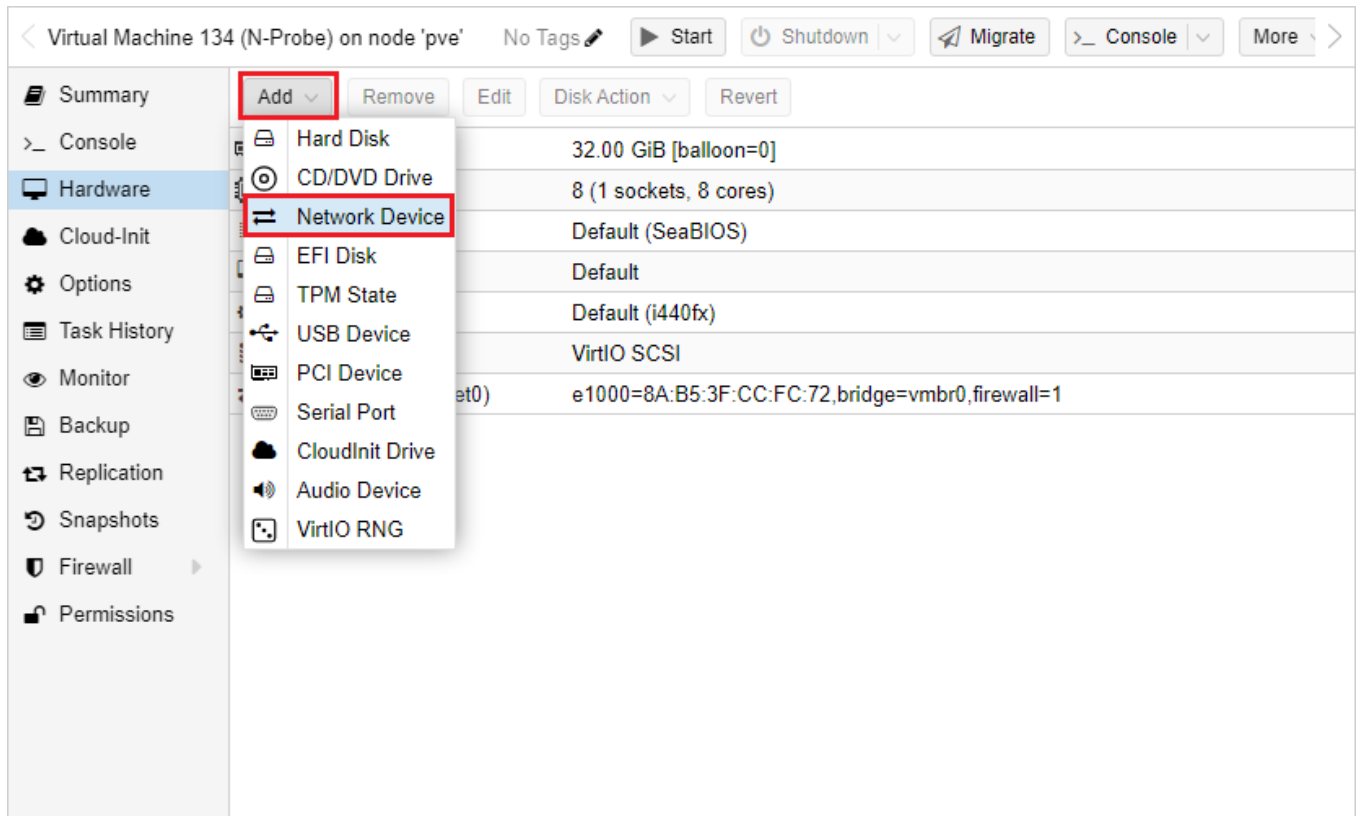 Virtual Machine 134 (N-Probe) on node 'pve' No Tags Start Shutdown Migrate >_ Console More
Summary
Console
Hardware
Cloud-Init
Options
Task History
Monitor
Backup
Replication
Snapshots
Firewall
Permissions
Add Remove Edit Disk Action Revert
Hard Disk
CD/DVD Drive
Network Device
EFI Disk
TPM State
USB Device
PCI Device
Serial Port
CloudInit Drive
Audio Device
VirtIO RNG
32.00 GiB [balloon=0]
8 (1 sockets, 8 cores)
Default (SeaBIOS)
Default
Default (i440fx)
VirtIO SCSI
et0) e1000=8A:B5:3F:CC:FC:72,bridge=vmbr0,firewall=1